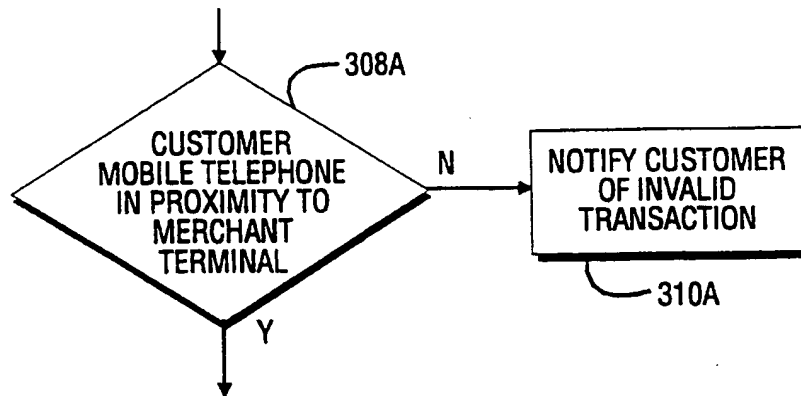 308A
CUSTOMER
MOBILE TELEPHONE
IN PROXIMITY TO
MERCHANT
TERMINAL
N
NOTIFY CUSTOMER
OF INVALID
TRANSACTION
310A
Y